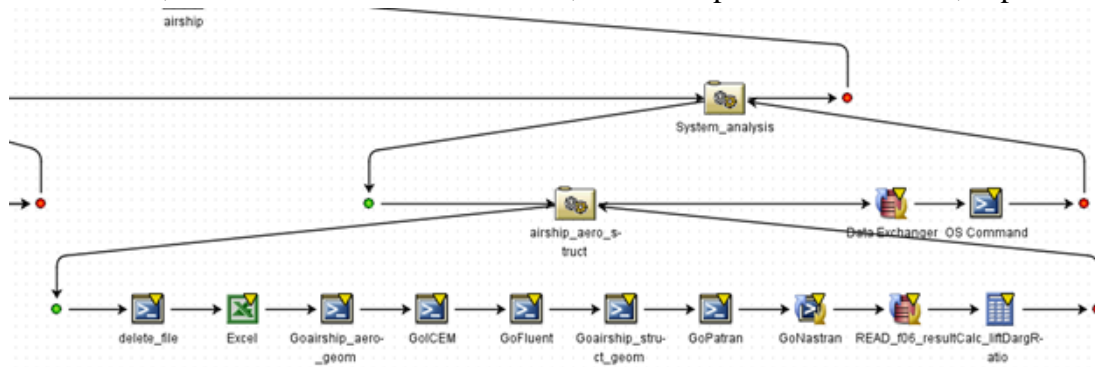 airship
System_analysis
airship_aero_s-
truct
Data Exchanger
OS Command
delete_file
Excel
Goairship_aero-
_geom
GoICEM
GoFluent
Goairship_stru-
ct_geom
GoPatran
GoNastran
READ_f06_result
Calc_liftDargR-
atio